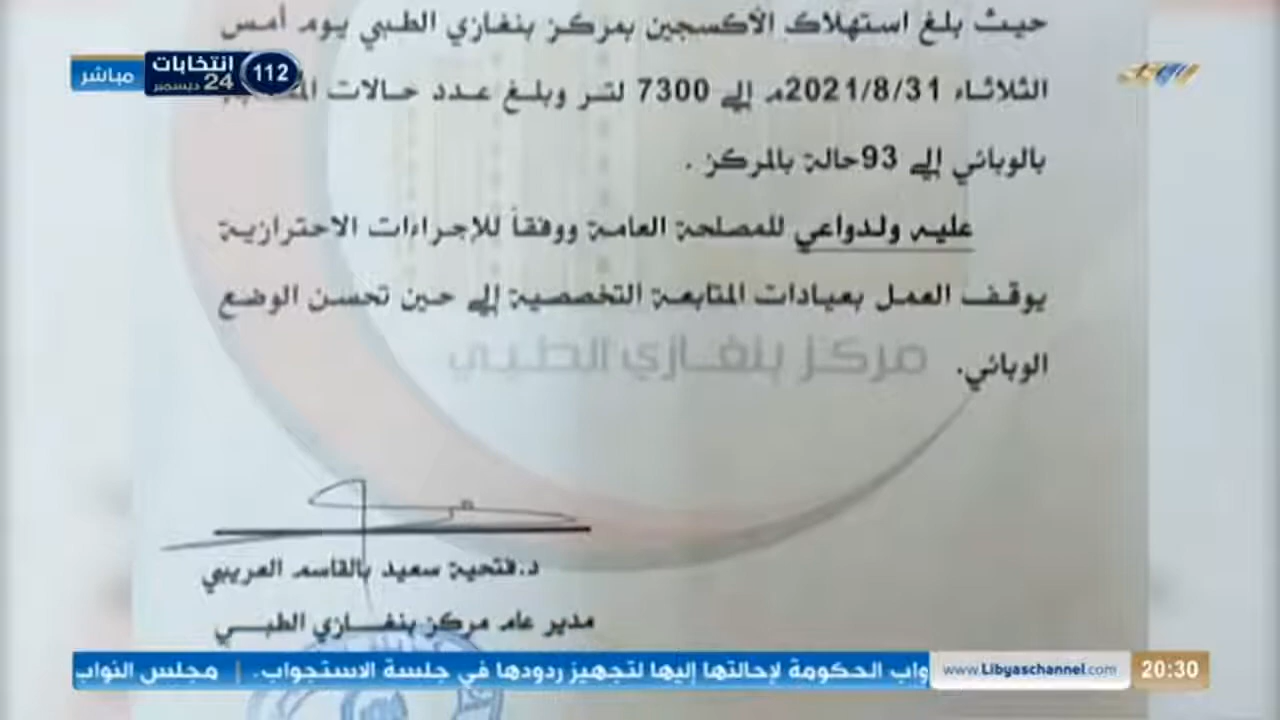 حيث بلغ استهلاك الأكسجين بمركز بنغازي الطبي يوم أمس
الثلاثاء 2021/8/31م إلى 7300 لتر وبلغ عدد حالات
بالوبائي إلى 93حالة بالمركز .
عليه ولدواعي للمصلحة العامة ووفقاً للإجراءات الاحترازية
يوقف العمل بعيادات المتابعة التخصصية إلى حين تحسن الوضع
الوبائي.
مركز بنغازي الطبي
د.فتحية سعيد بالقاسم العريبي
مدير عام مركز بنغازي الطبي
مباشر
انتخابات
24 ديسمبر
112
واب الحكومة لإحالتها إليها لتجهيز ردودها في جلسة الاستجواب. | مجلس النواب
www.Libyaschannel.com
20:30